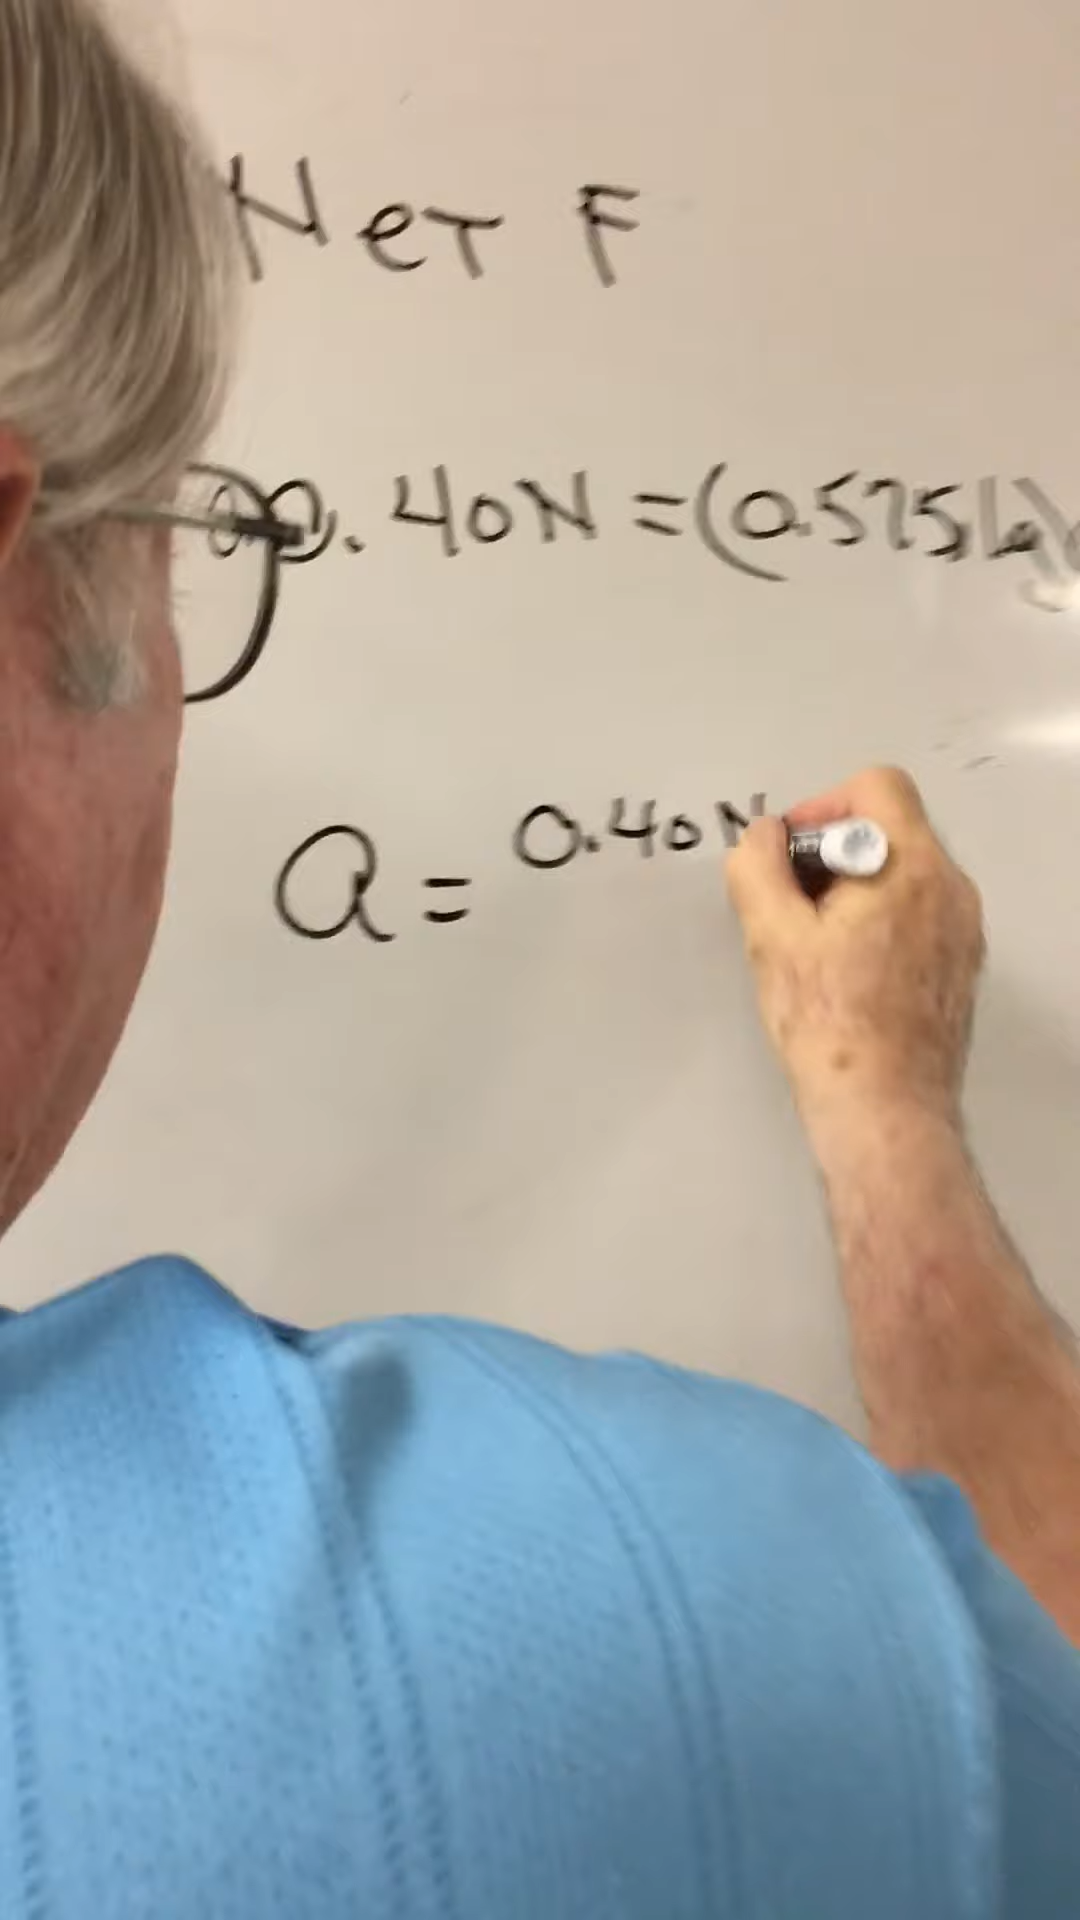 Net F
0.40N = (0.575kg)
a = 0.40N